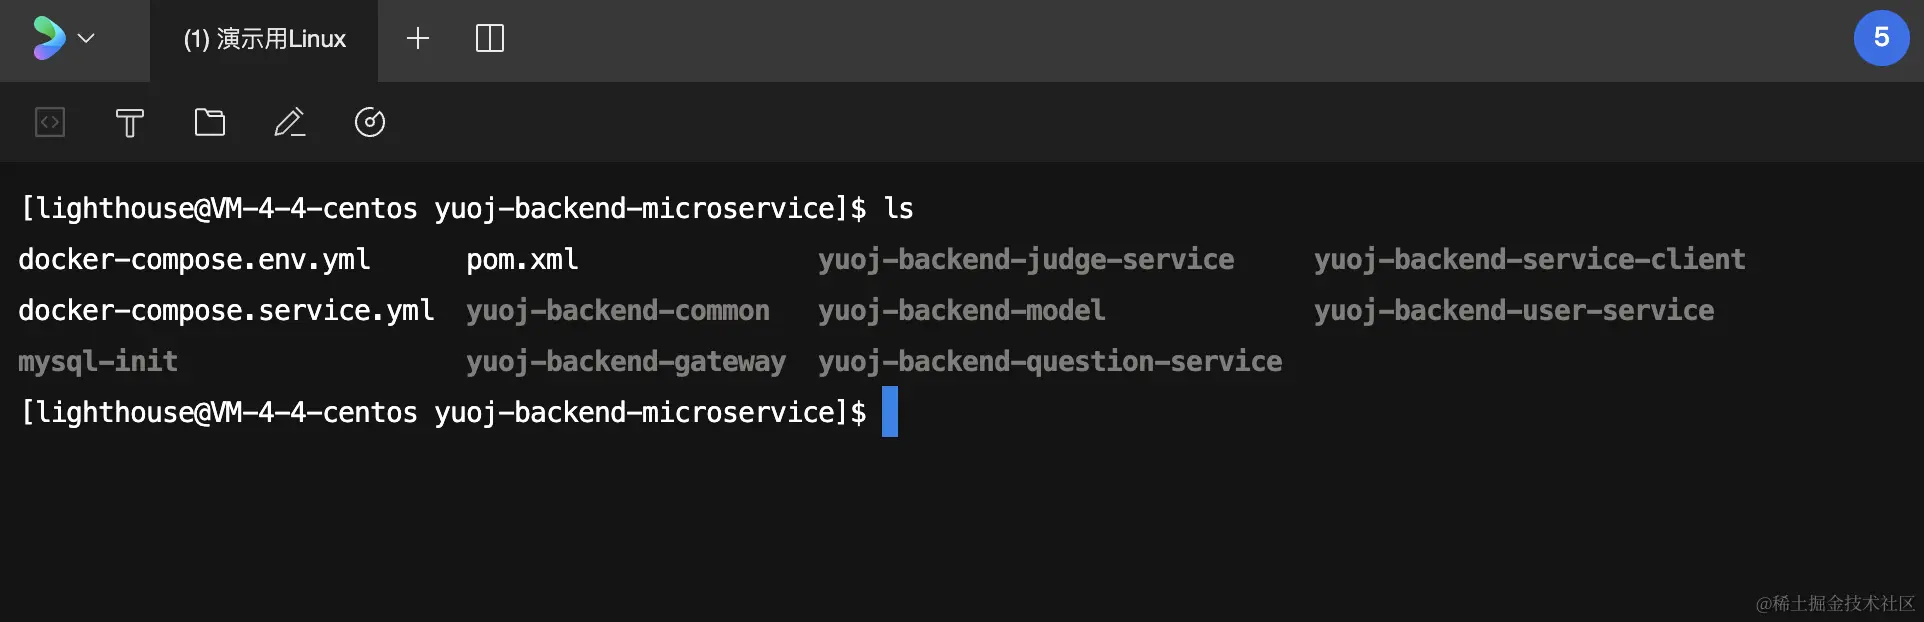 (1) 演示用Linux
5
[lighthouse@VM-4-4-centos yuoj-backend-microservice]$ ls
docker-compose.env.yml pom.xml yuoj-backend-judge-service yuoj-backend-service-client
docker-compose.service.yml yuoj-backend-common yuoj-backend-model yuoj-backend-user-service
mysql-init yuoj-backend-gateway yuoj-backend-question-service
[lighthouse@VM-4-4-centos yuoj-backend-microservice]$
@稀土掘金技术社区